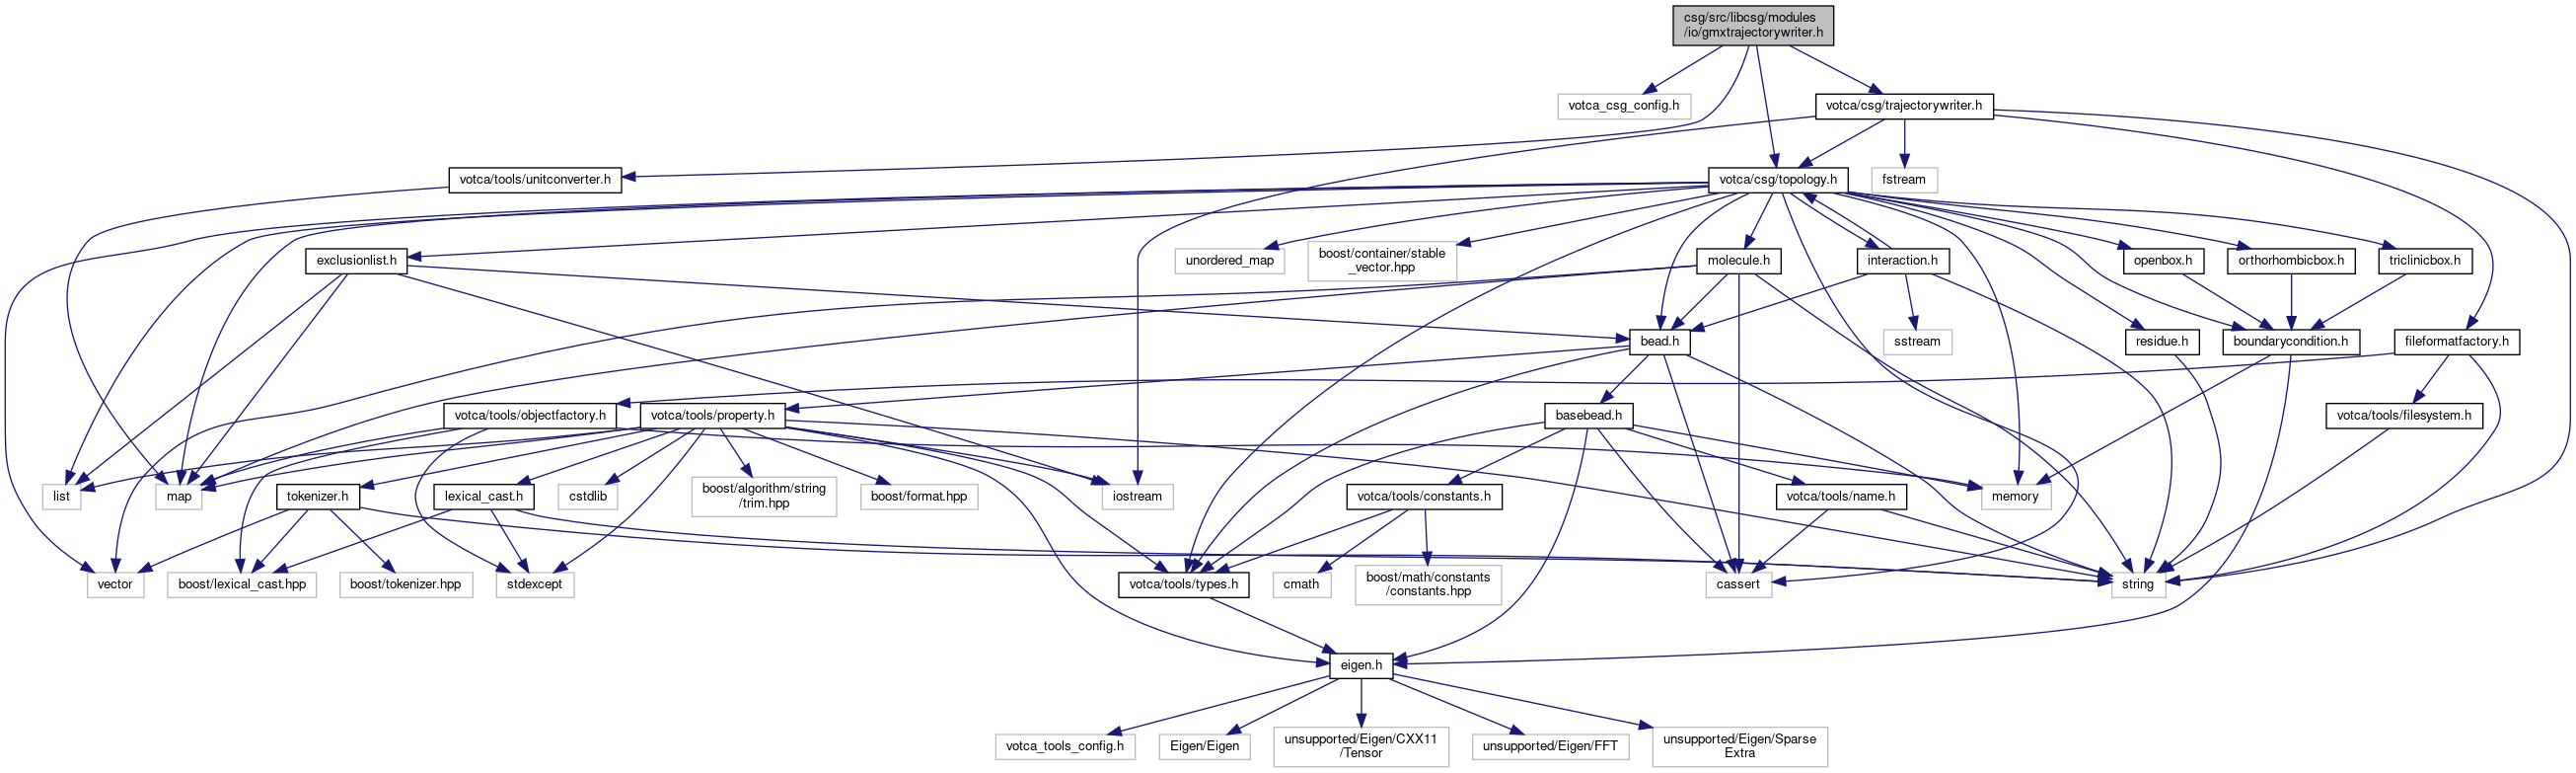 csg/src/libcsg/modules
/io/gmxtrajectorywriter.h
votca_csg_config.h
votca/csg/trajectorywriter.h
votca/tools/unitconverter.h
votca/csg/topology.h
fstream
exclusionlist.h
unordered_map
boost/container/stable
_vector.hpp
molecule.h
interaction.h
openbox.h
orthorhombicbox.h
triclinicbox.h
bead.h
sstream
residue.h
boundarycondition.h
fileformatfactory.h
votca/tools/objectfactory.h
votca/tools/property.h
basebead.h
votca/tools/filesystem.h
list
map
tokenizer.h
lexical_cast.h
cstdlib
boost/algorithm/string
/trim.hpp
boost/format.hpp
iostream
votca/tools/constants.h
votca/tools/name.h
memory
vector
boost/lexical_cast.hpp
boost/tokenizer.hpp
stdexcept
votca/tools/types.h
cmath
boost/math/constants
/constants.hpp
cassert
string
eigen.h
votca_tools_config.h
Eigen/Eigen
unsupported/Eigen/CXX11
/Tensor
unsupported/Eigen/FFT
unsupported/Eigen/Sparse
Extra